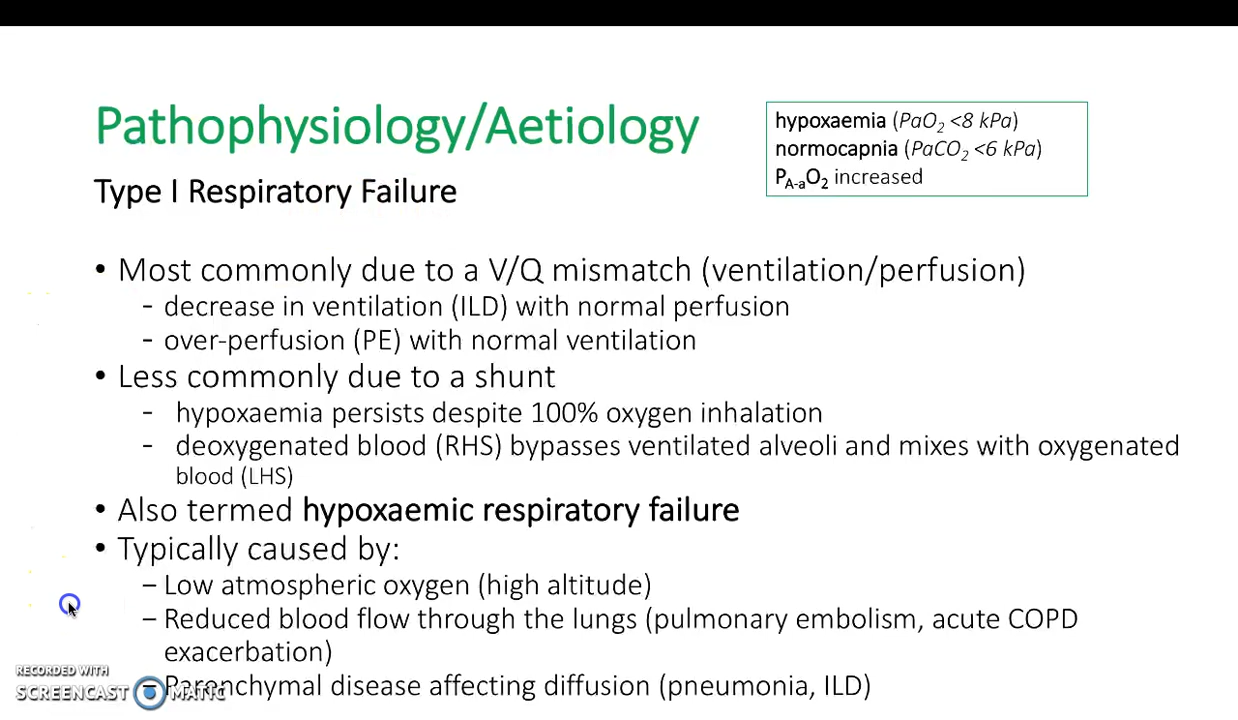 Pathophysiology/Aetiology
hypoxaemia (PaO₂ <8 kPa)
normocapnia (PaCO₂ <6 kPa)
P_A-aO₂ increased
Type I Respiratory Failure
• Most commonly due to a V/Q mismatch (ventilation/perfusion)
- decrease in ventilation (ILD) with normal perfusion
- over-perfusion (PE) with normal ventilation
• Less commonly due to a shunt
- hypoxaemia persists despite 100% oxygen inhalation
- deoxygenated blood (RHS) bypasses ventilated alveoli and mixes with oxygenated
blood (LHS)
• Also termed hypoxaemic respiratory failure
• Typically caused by:
– Low atmospheric oxygen (high altitude)
– Reduced blood flow through the lungs (pulmonary embolism, acute COPD
exacerbation)
– Parenchymal disease affecting diffusion (pneumonia, ILD)
RECORDED WITH
SCREENCAST MATIC